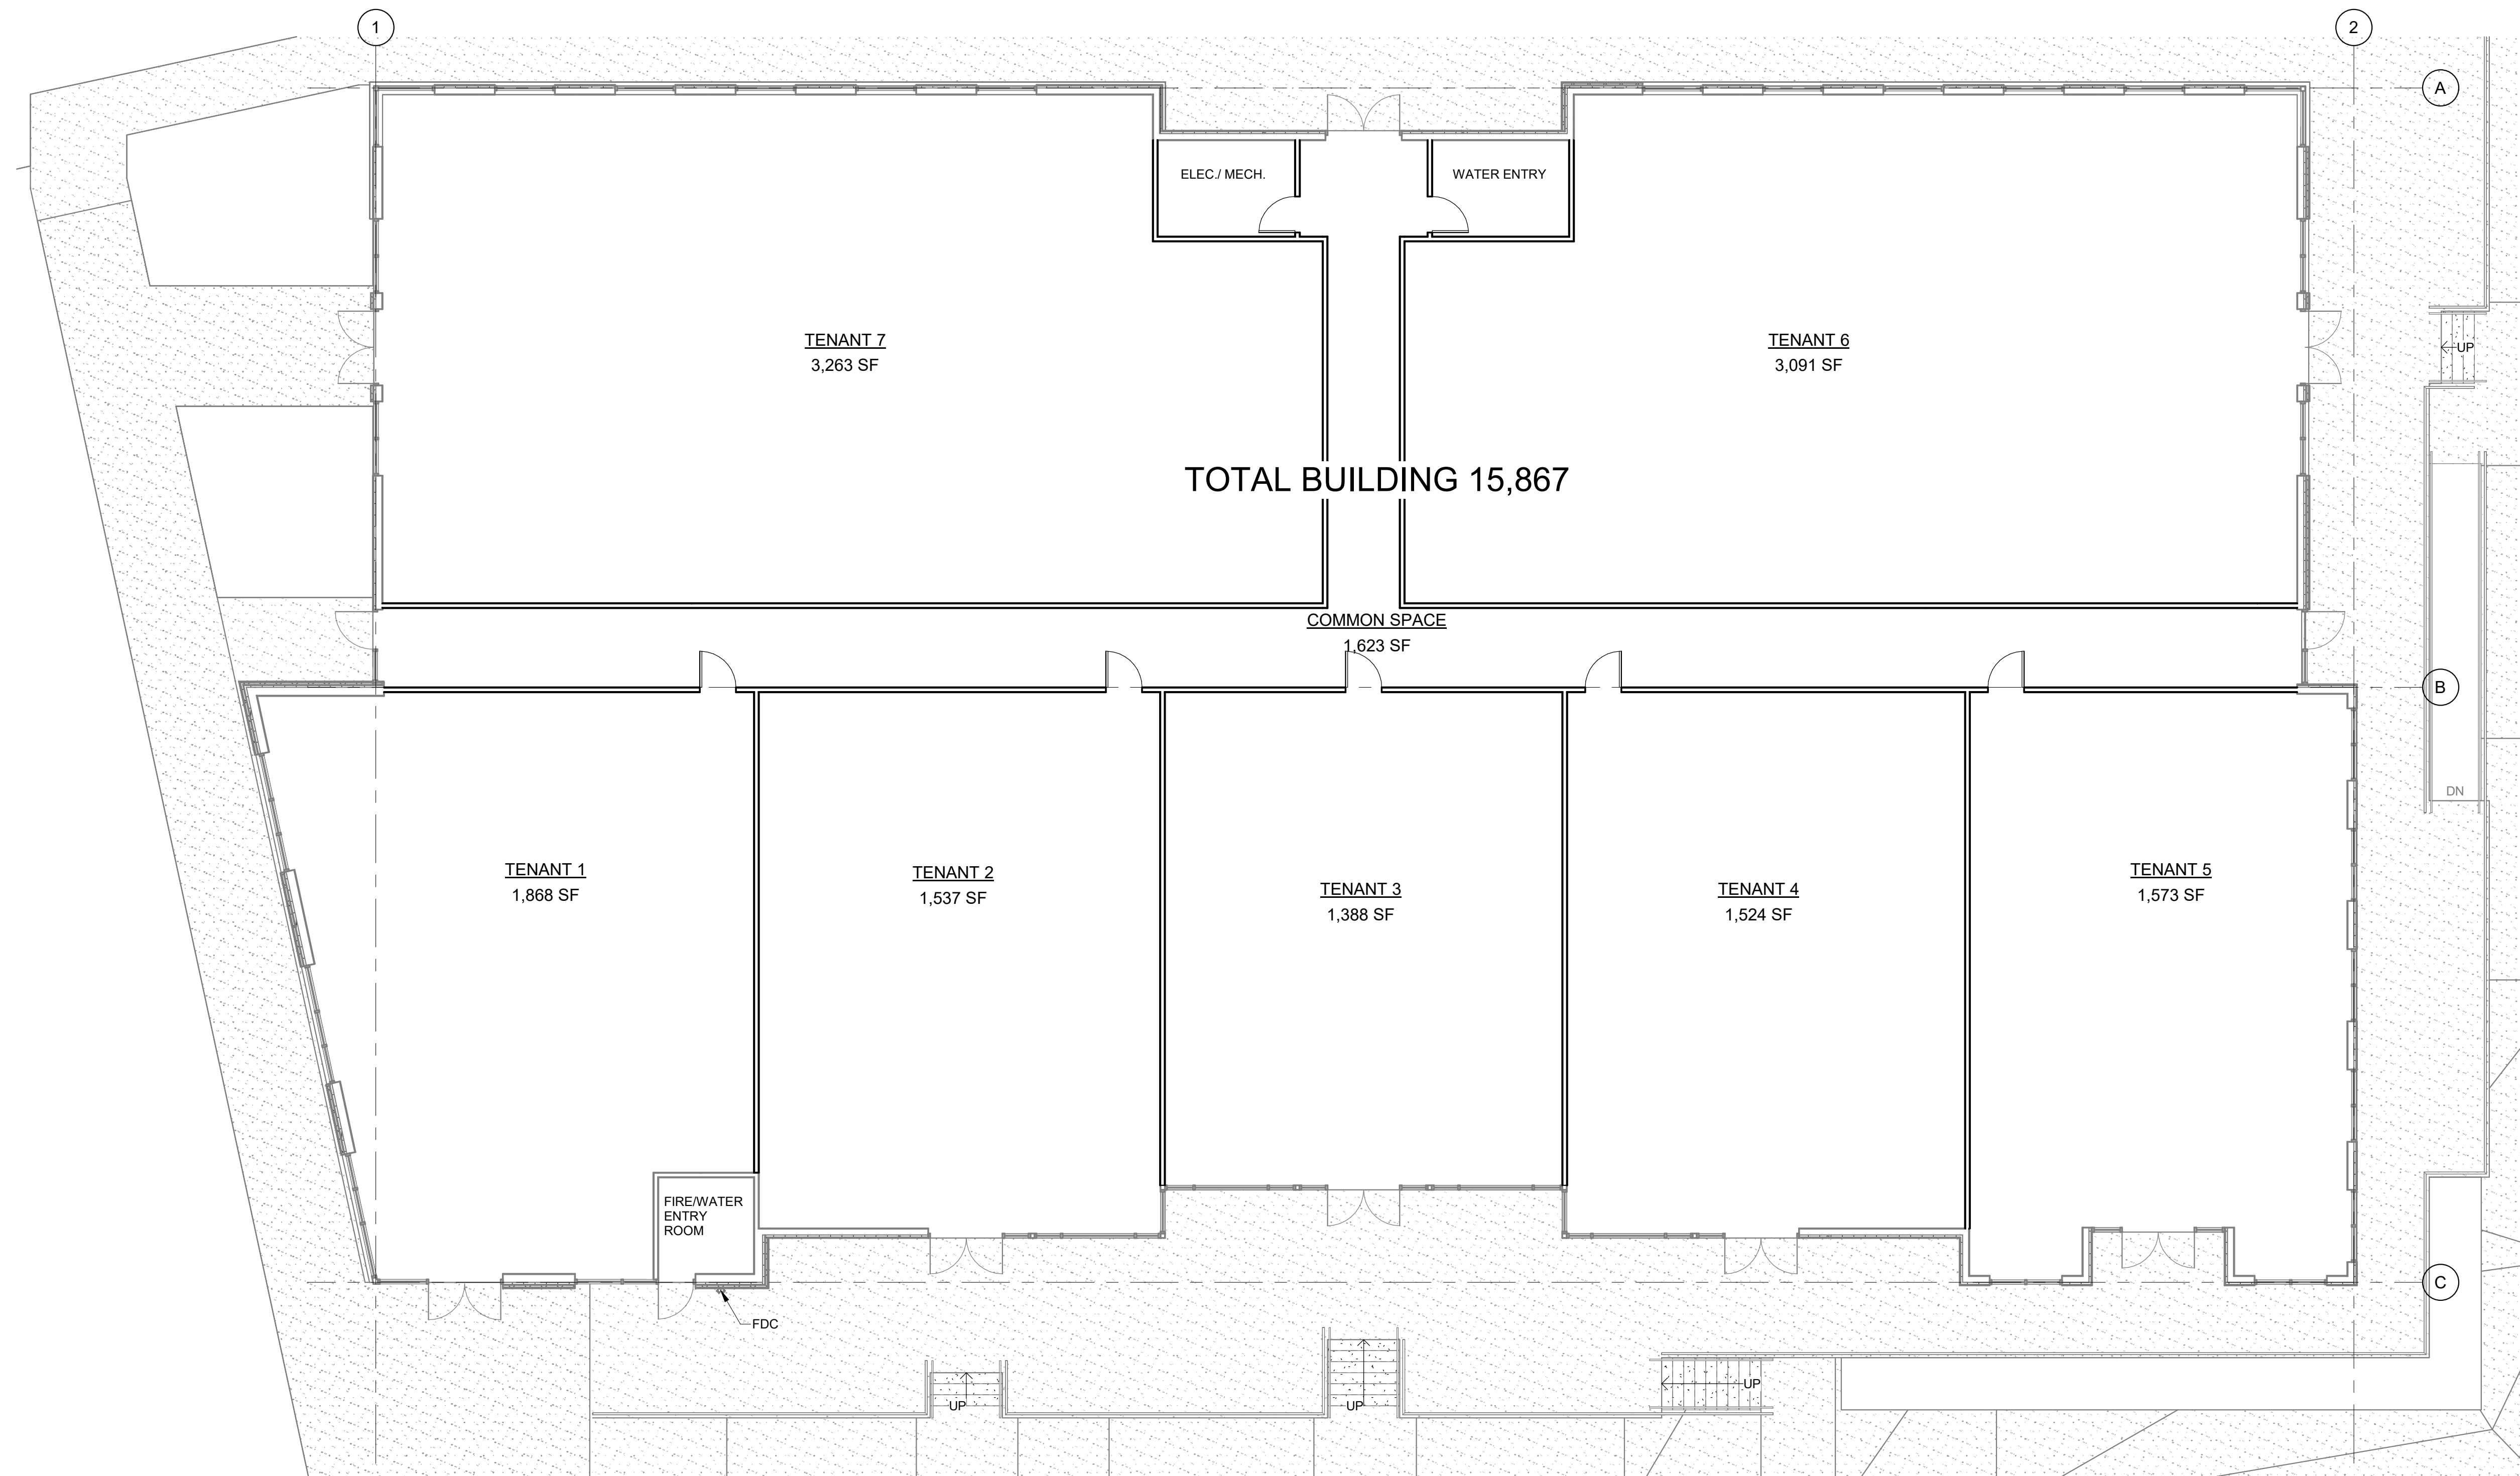 1
2
A
ELEC./ MECH.
WATER ENTRY
TENANT 7
3,263 SF
TENANT 6
3,091 SF
UP
TOTAL BUILDING 15,867
COMMON SPACE
1,623 SF
B
DN
TENANT 1
1,868 SF
TENANT 2
1,537 SF
TENANT 3
1,388 SF
TENANT 4
1,524 SF
TENANT 5
1,573 SF
FIRE/WATER
ENTRY
ROOM
C
FDC
UP
UP
UP